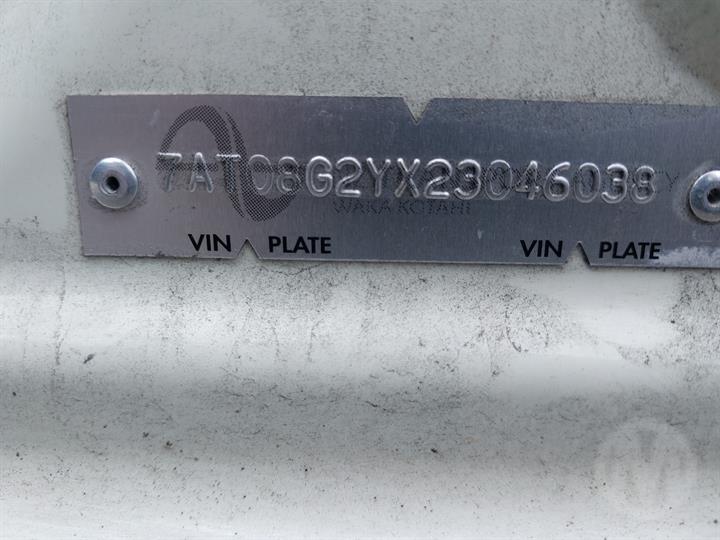 7AT08G2YX23046038
WAKA KOTAHI
VIN PLATE VIN PLATE